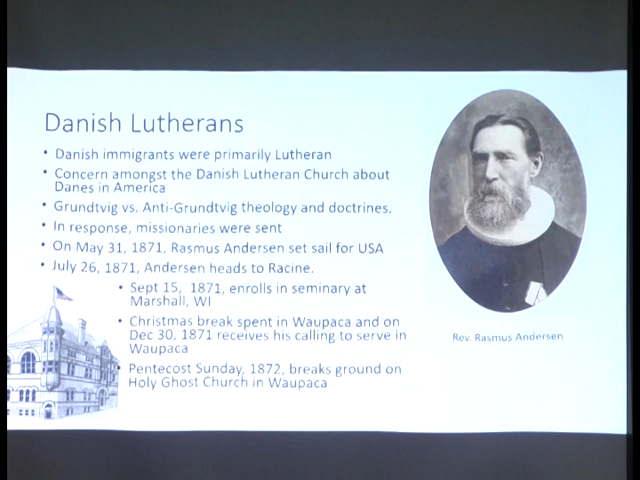 Danish Lutherans
• Danish immigrants were primarily Lutheran
• Concern amongst the Danish Lutheran Church about
Danes in America
• Grundtvig vs. Anti-Grundtvig theology and doctrines.
• In response, missionaries were sent
• On May 31, 1871, Rasmus Andersen set sail for USA
• July 26, 1871, Andersen heads to Racine.
• Sept 15, 1871, enrolls in seminary at
Marshall, WI
• Christmas break spent in Waupaca and on
Dec 30, 1871 receives his calling to serve in
Waupaca
• Pentecost Sunday, 1872, breaks ground on
Holy Ghost Church in Waupaca
Rev. Rasmus Andersen